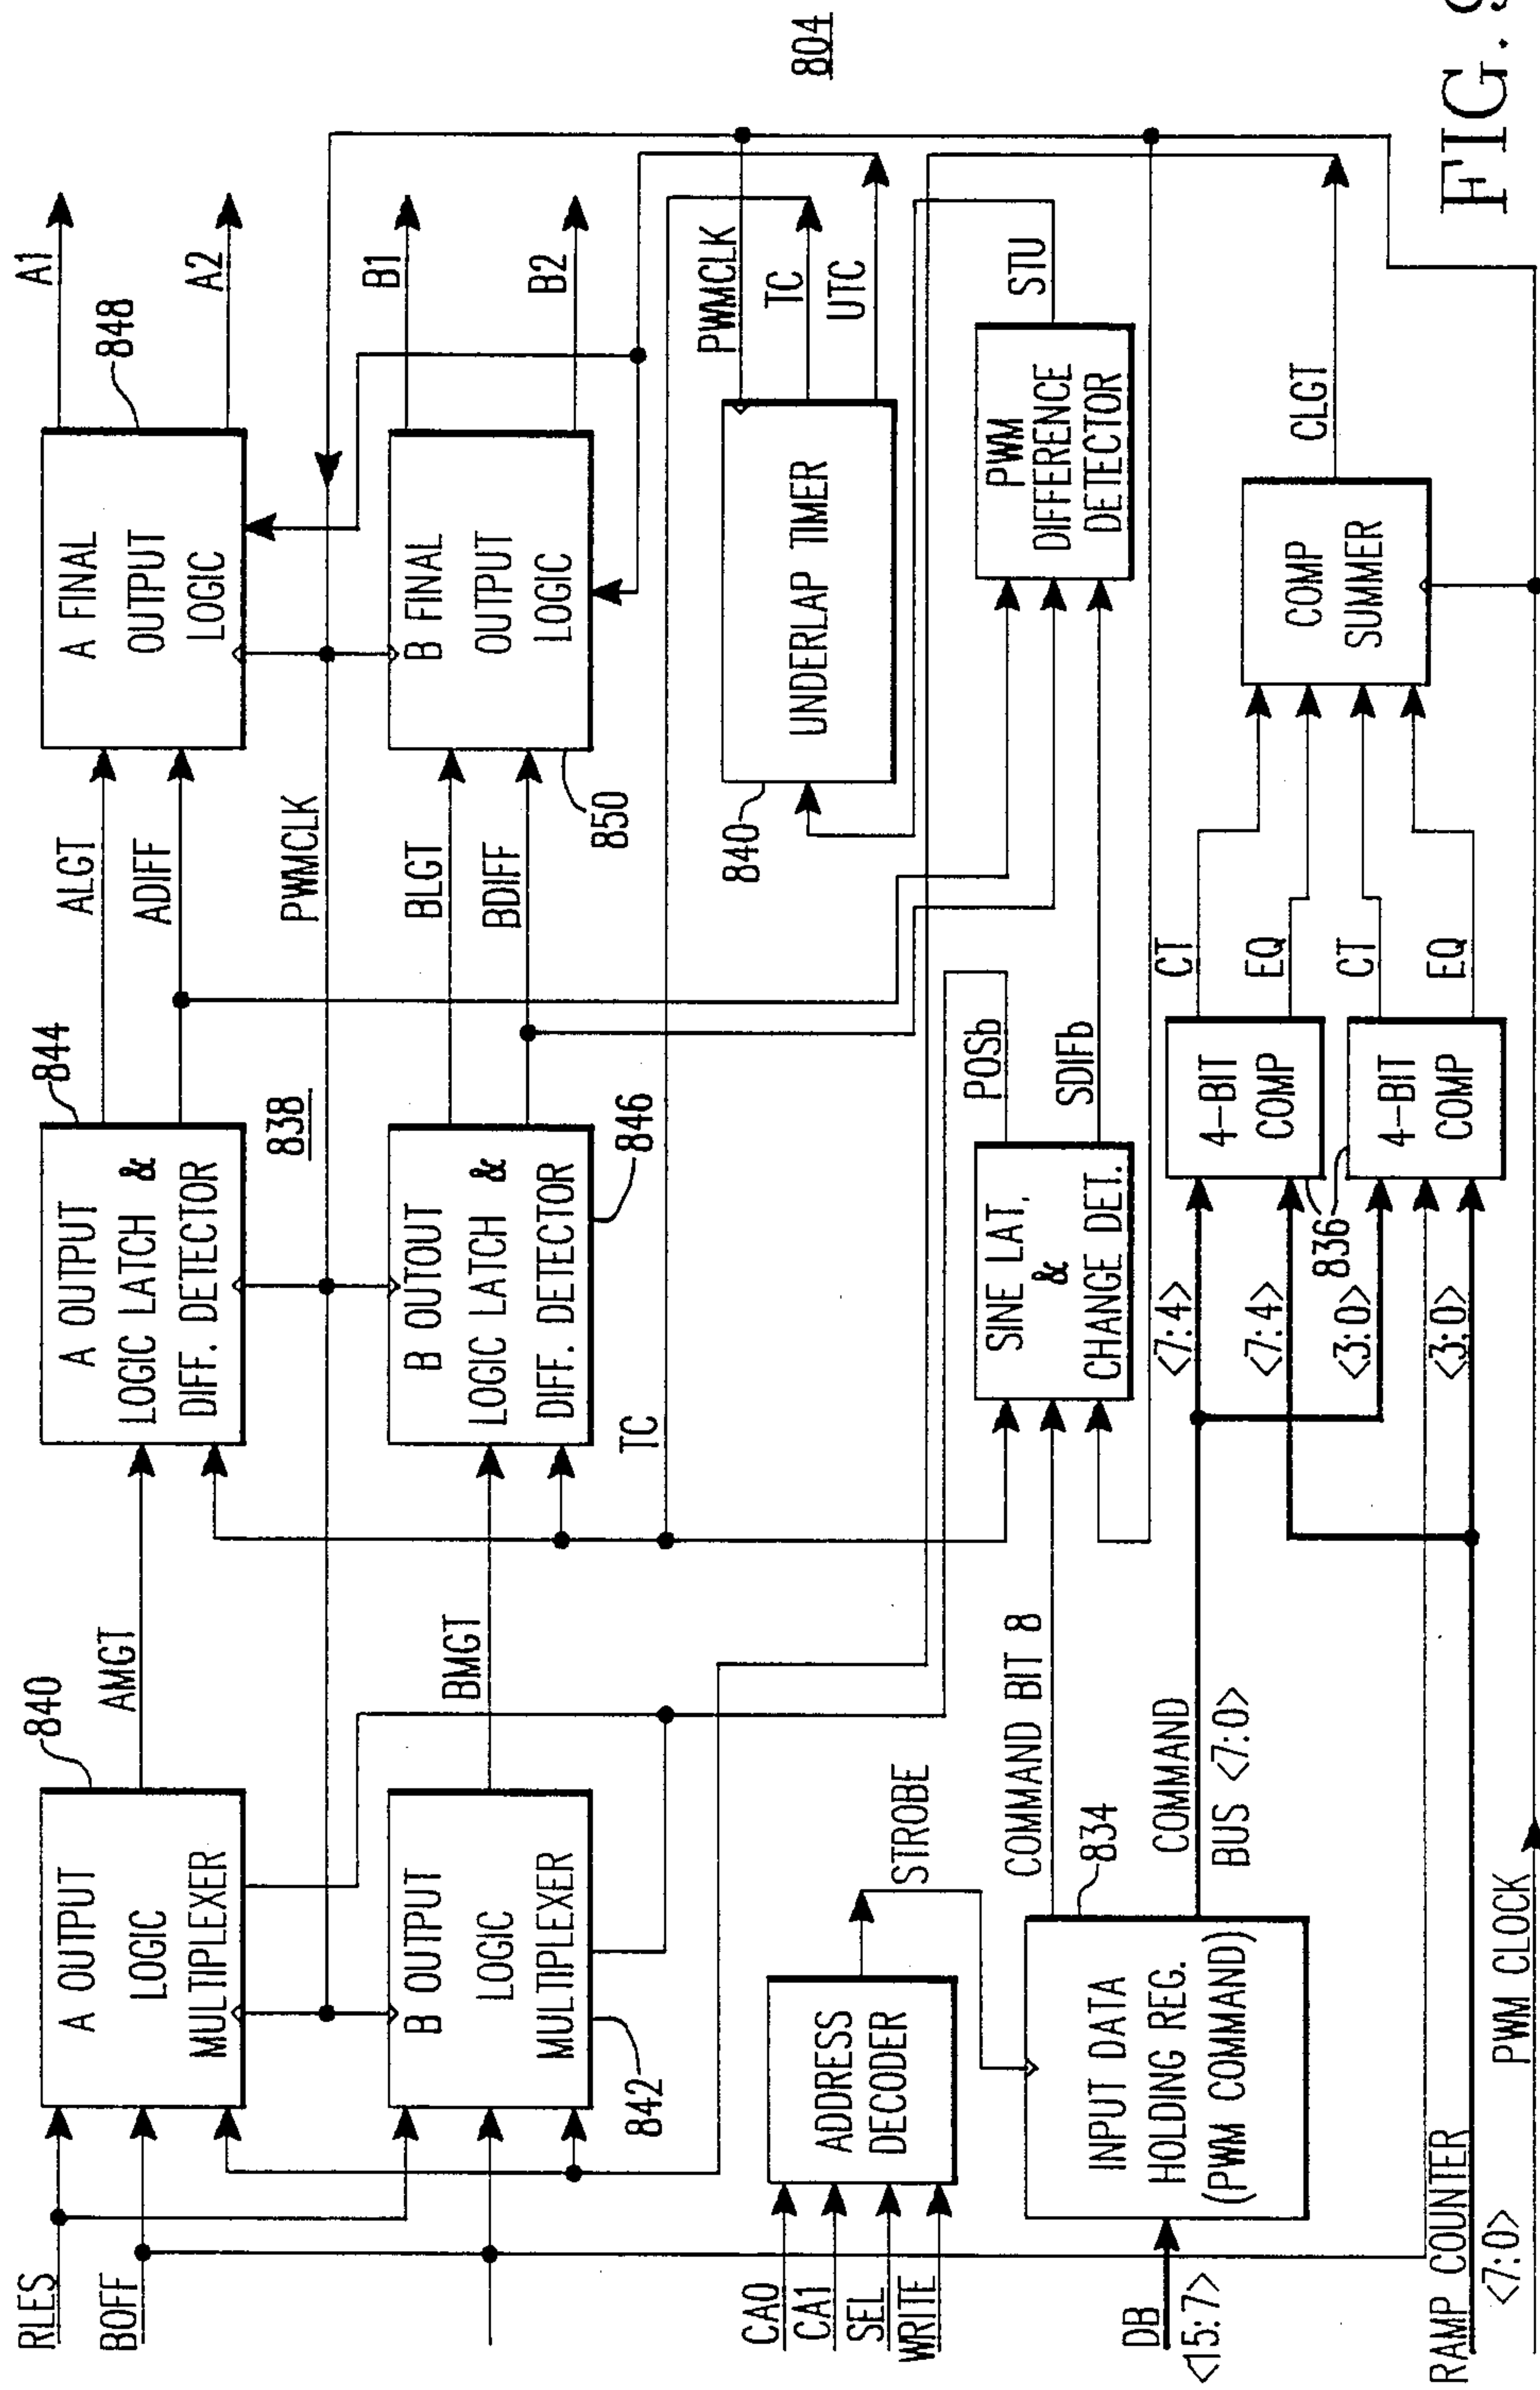 RLES
BOFF
840
A OUTPUT
LOGIC
MULTIPLEXER
AMGT
844
A OUTPUT
LOGIC LATCH &
DIFF. DETECTOR
ALGT
ADIFF
848
A FINAL
OUTPUT
LOGIC
A1
A2
838
PWMCLK
B OUTPUT
LOGIC
MULTIPLEXER
842
BMGT
B OUTOUT
LOGIC LATCH &
DIFF. DETECTOR
846
BLGT
BDIFF
B FINAL
OUTPUT
LOGIC
850
B1
B2
TC
840
UNDERLAP TIMER
PWMCLK
TC
UTC
804
CA0
CA1
SEL
WRITE
ADDRESS
DECODER
STROBE
SINE LAT,
&
CHANGE DET.
POSb
SDIFb
PWM
DIFFERENCE
DETECTOR
STU
DB
<15:7>
INPUT DATA
HOLDING REG.
(PWM COMMAND)
834
COMMAND BIT 8
COMMAND
BUS <7:0>
<7:4>
<7:4>
<3:0>
<3:0>
836
4-BIT
COMP
4-BIT
COMP
CT
EQ
CT
EQ
COMP
SUMMER
CLGT
RAMP COUNTER
<7:0>
PWM CLOCK
FIG. 9